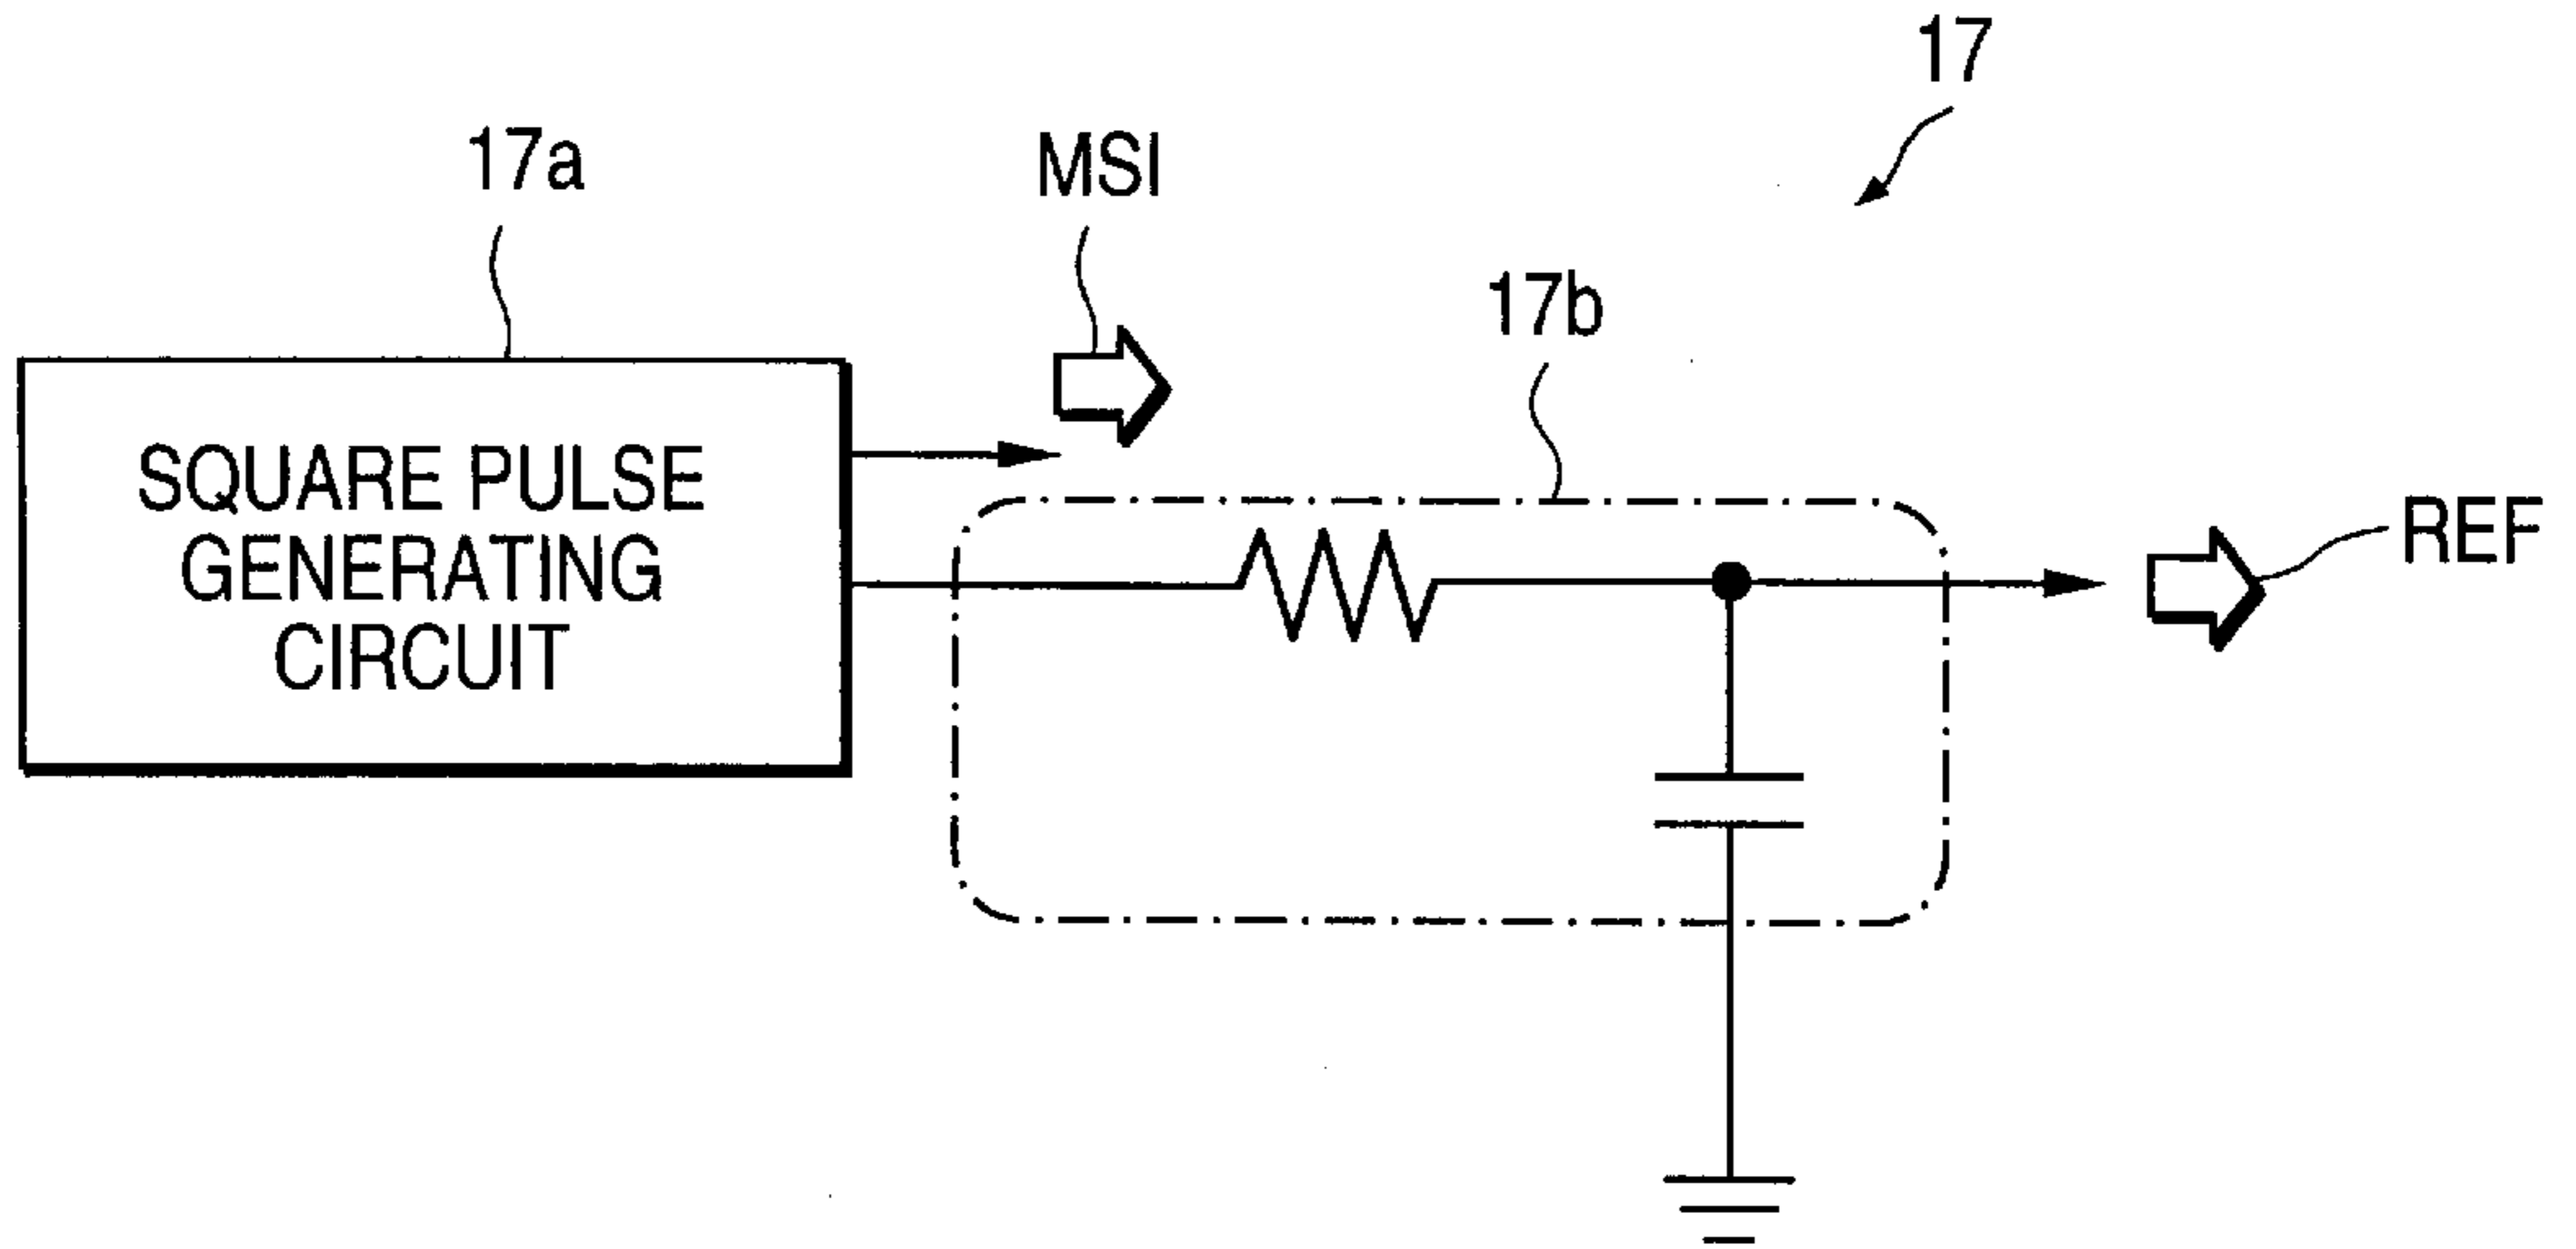 17
17a
MSI
17b
SQUARE PULSE
GENERATING
CIRCUIT
REF